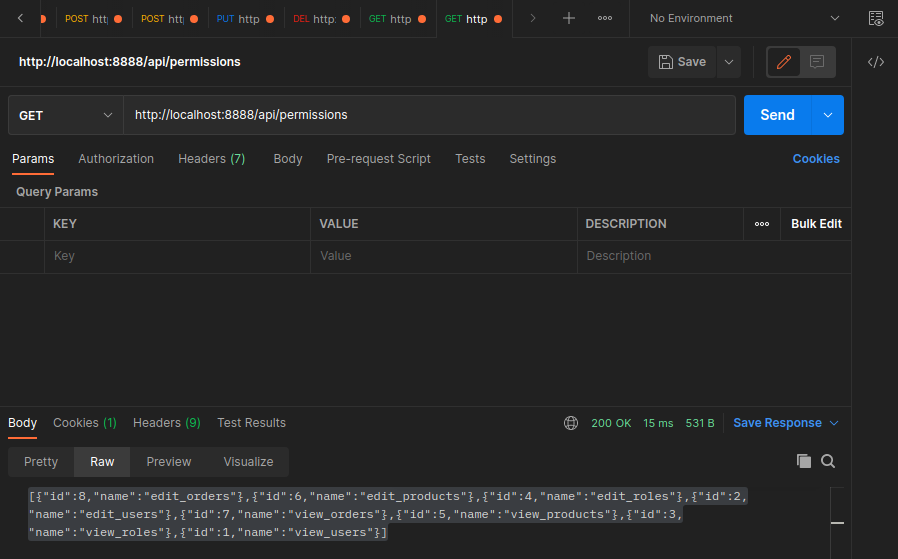 POST htt POST htt PUT http DEL http: GET http GET http No Environment
http://localhost:8888/api/permissions Save
GET http://localhost:8888/api/permissions Send
Params Authorization Headers (7) Body Pre-request Script Tests Settings Cookies
Query Params
KEY VALUE DESCRIPTION Bulk Edit
Key Value Description
Body Cookies (1) Headers (9) Test Results 200 OK 15 ms 531 B Save Response
Pretty Raw Preview Visualize
[{"id":8,"name":"edit_orders"},{"id":6,"name":"edit_products"},{"id":4,"name":"edit_roles"},{"id":2,
"name":"edit_users"},{"id":7,"name":"view_orders"},{"id":5,"name":"view_products"},{"id":3,
"name":"view_roles"},{"id":1,"name":"view_users"}]